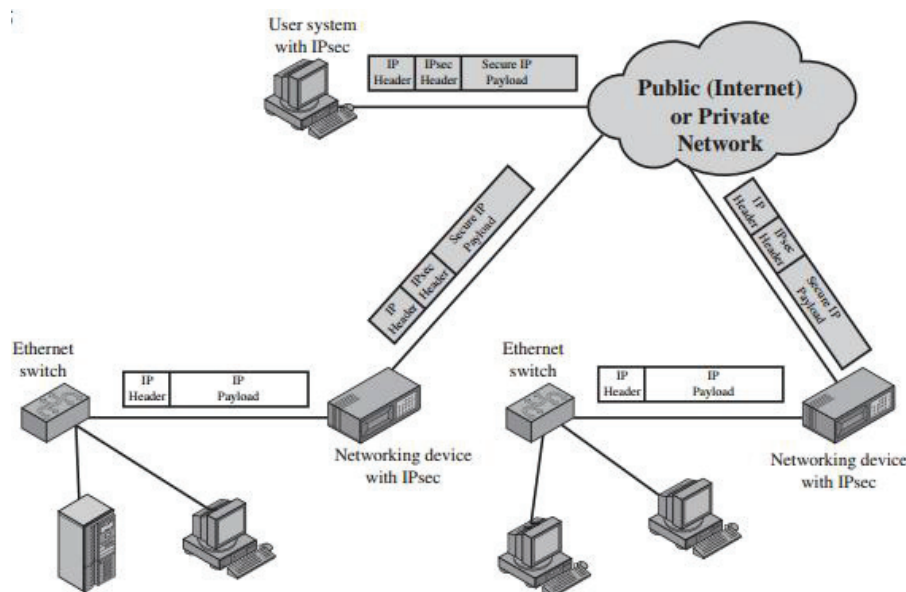 User system
with IPsec
IP
Header
IPsec
Header
Secure IP
Payload
Public (Internet)
or Private
Network
IP
Header
IPsec
Header
Secure IP
Payload
IP
Header
IPsec
Header
Secure IP
Payload
Ethernet
switch
IP
Header
IP
Payload
Networking device
with IPsec
Ethernet
switch
IP
Header
IP
Payload
Networking device
with IPsec